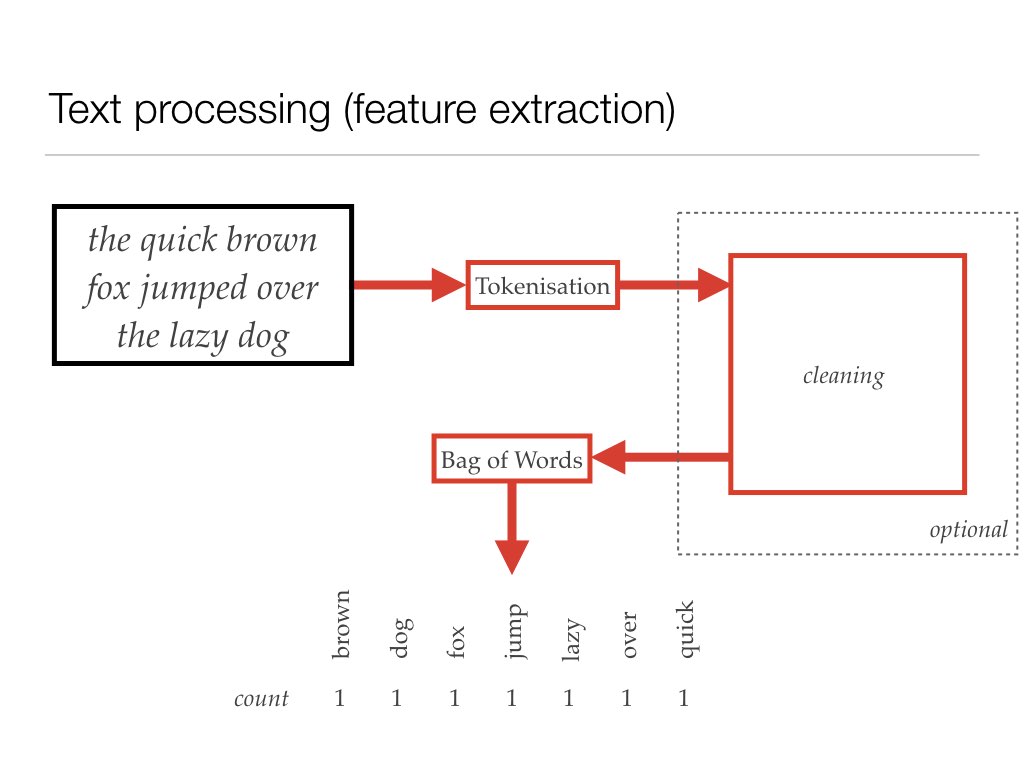 Text processing (feature extraction)
the quick brown
fox jumped over
the lazy dog
Tokenisation
cleaning
optional
Bag of Words
brown dog fox jump lazy over quick
count 1 1 1 1 1 1 1